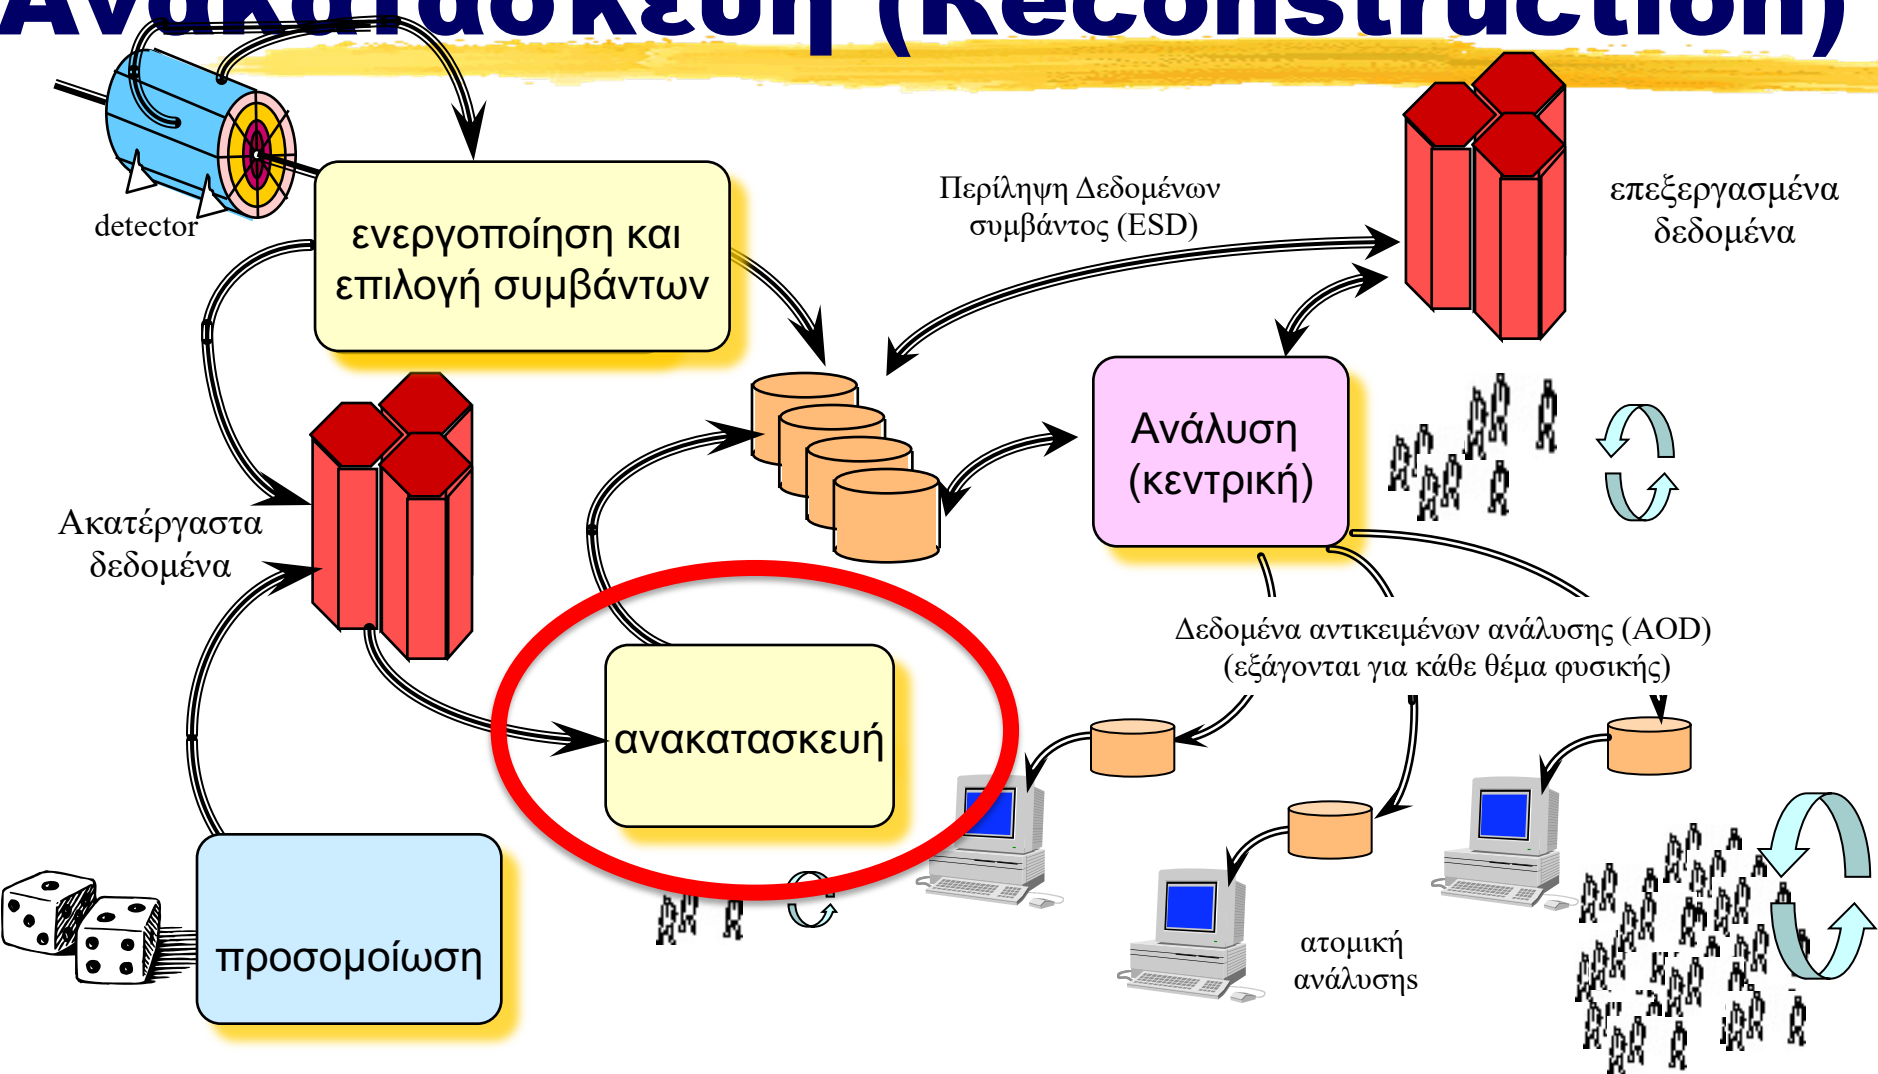 Ανακατασκευή (Reconstruction)
detector
ενεργοποίηση και
επιλογή συμβάντων
Περίληψη Δεδομένων
συμβάντος (ESD)
επεξεργασμένα
δεδομένα
Ανάλυση
(κεντρική)
Ακατέργαστα
δεδομένα
Δεδομένα αντικειμένων ανάλυσης (AOD)
(εξάγονται για κάθε θέμα φυσικής)
ανακατασκευή
προσομοίωση
ατομική
ανάλυσηs